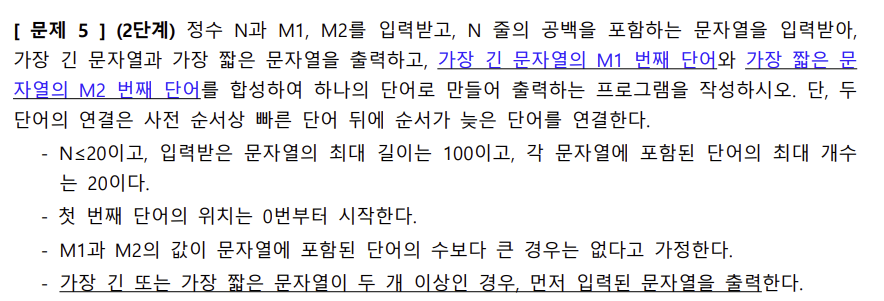 [ 문제 5 ] (2단계) 정수 N과 M1, M2를 입력받고, N 줄의 공백을 포함하는 문자열을 입력받아,
가장 긴 문자열과 가장 짧은 문자열을 출력하고, 가장 긴 문자열의 M1 번째 단어와 가장 짧은 문
자열의 M2 번째 단어를 합성하여 하나의 단어로 만들어 출력하는 프로그램을 작성하시오. 단, 두
단어의 연결은 사전 순서상 빠른 단어 뒤에 순서가 늦은 단어를 연결한다.
- N≤20이고, 입력받은 문자열의 최대 길이는 100이고, 각 문자열에 포함된 단어의 최대 개수
는 20이다.
- 첫 번째 단어의 위치는 0번부터 시작한다.
- M1과 M2의 값이 문자열에 포함된 단어의 수보다 큰 경우는 없다고 가정한다.
- 가장 긴 또는 가장 짧은 문자열이 두 개 이상인 경우, 먼저 입력된 문자열을 출력한다.